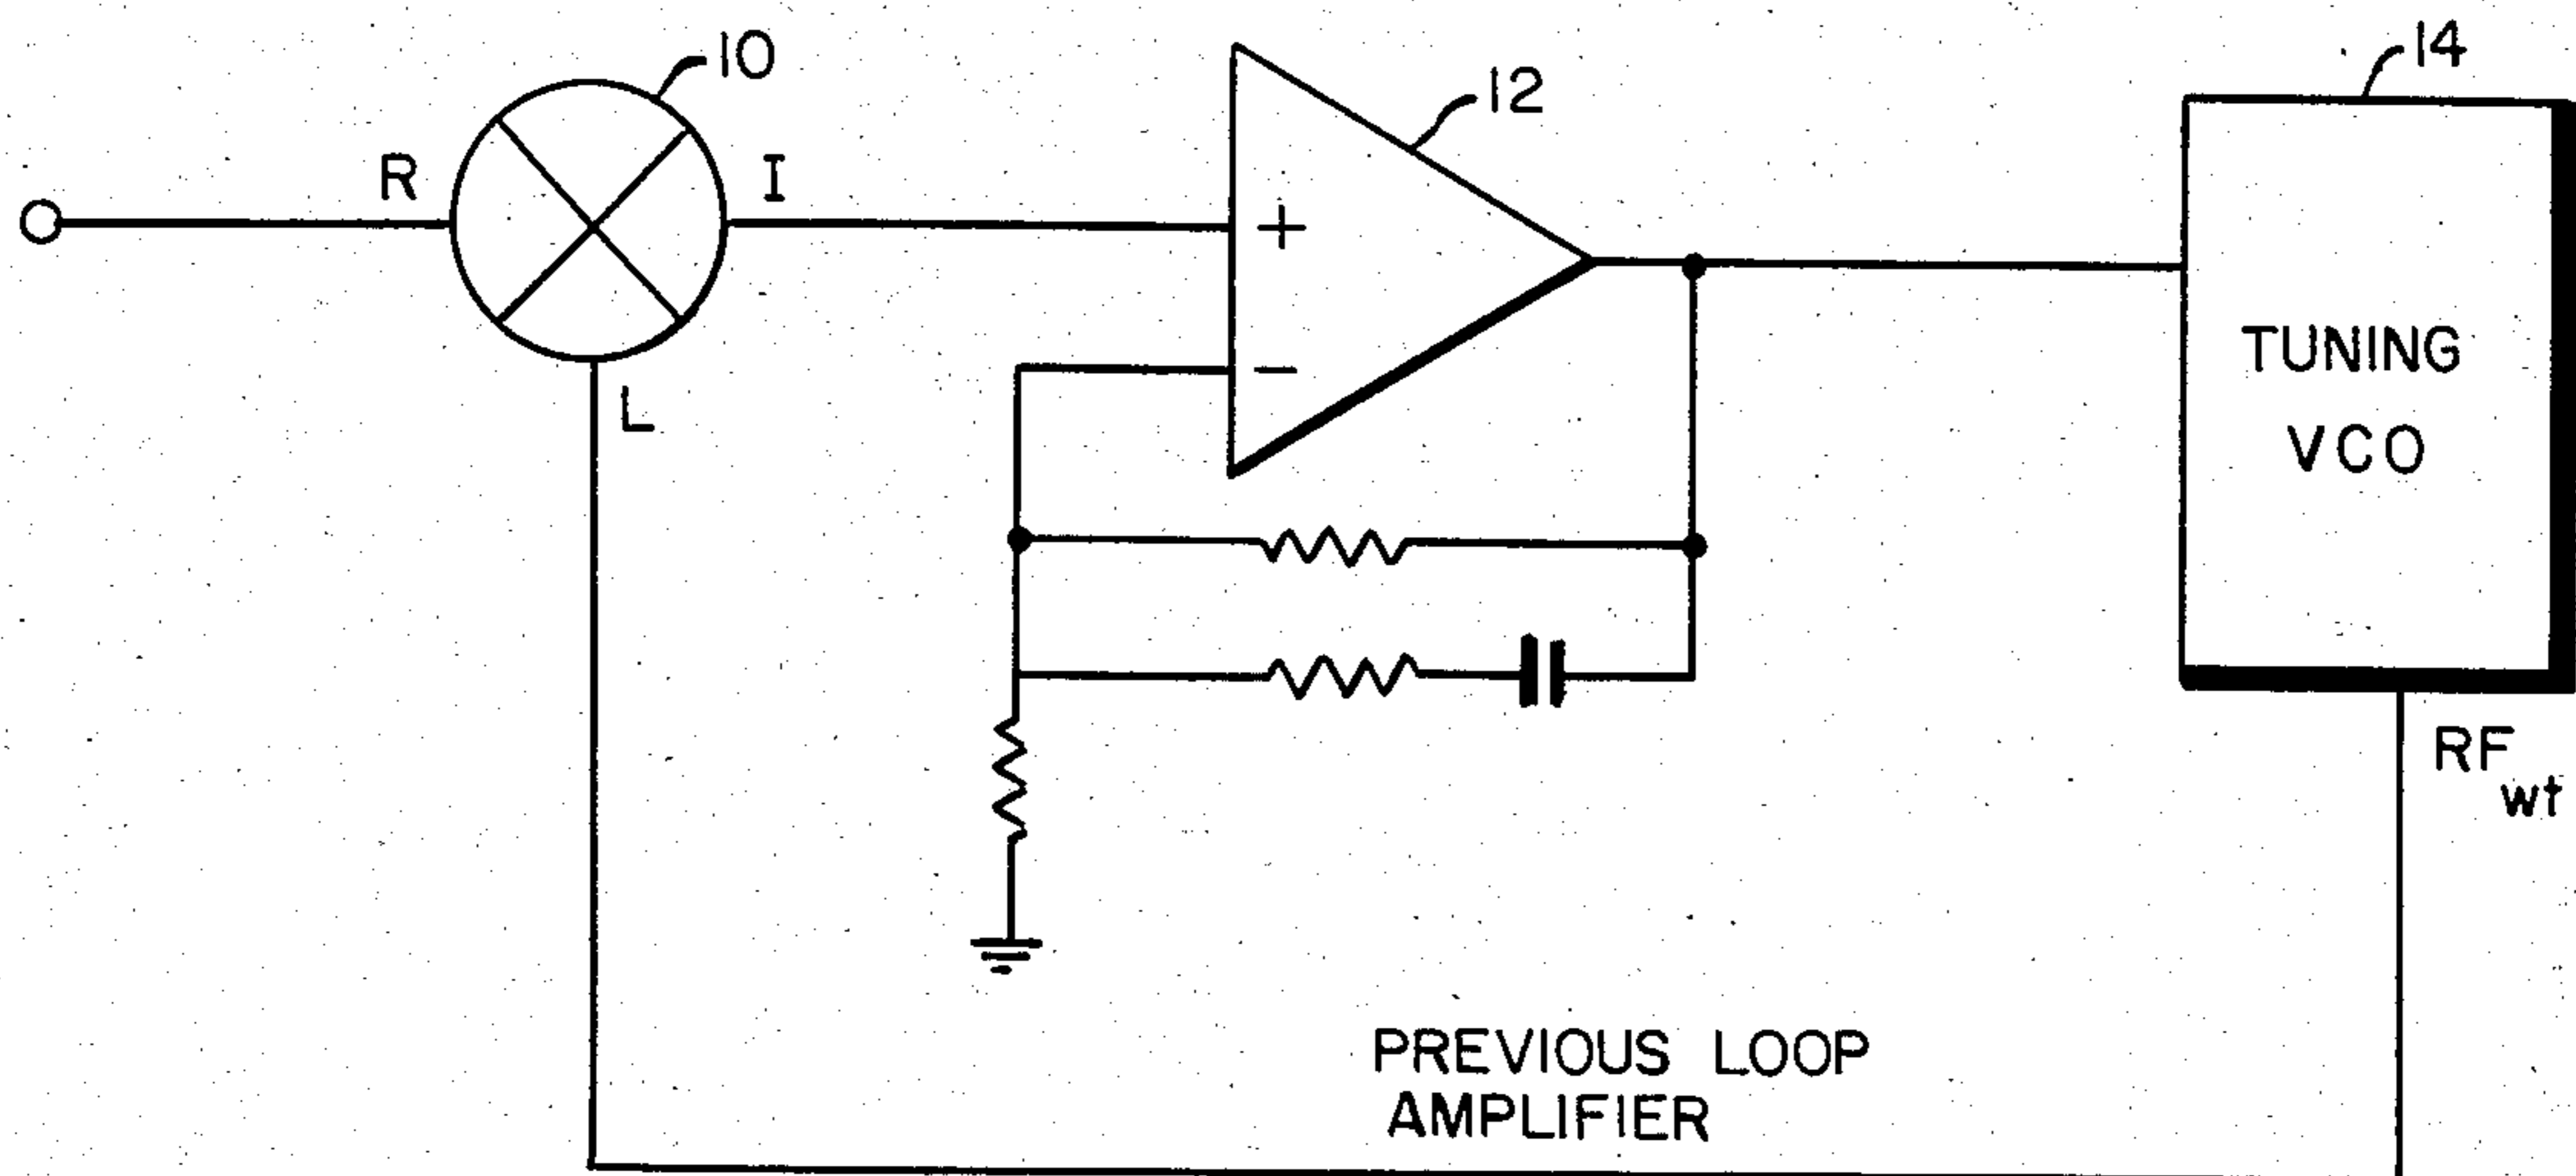 10
12
14
R
I
+
−
L
TUNING
VCO
RF
wt
PREVIOUS LOOP
AMPLIFIER